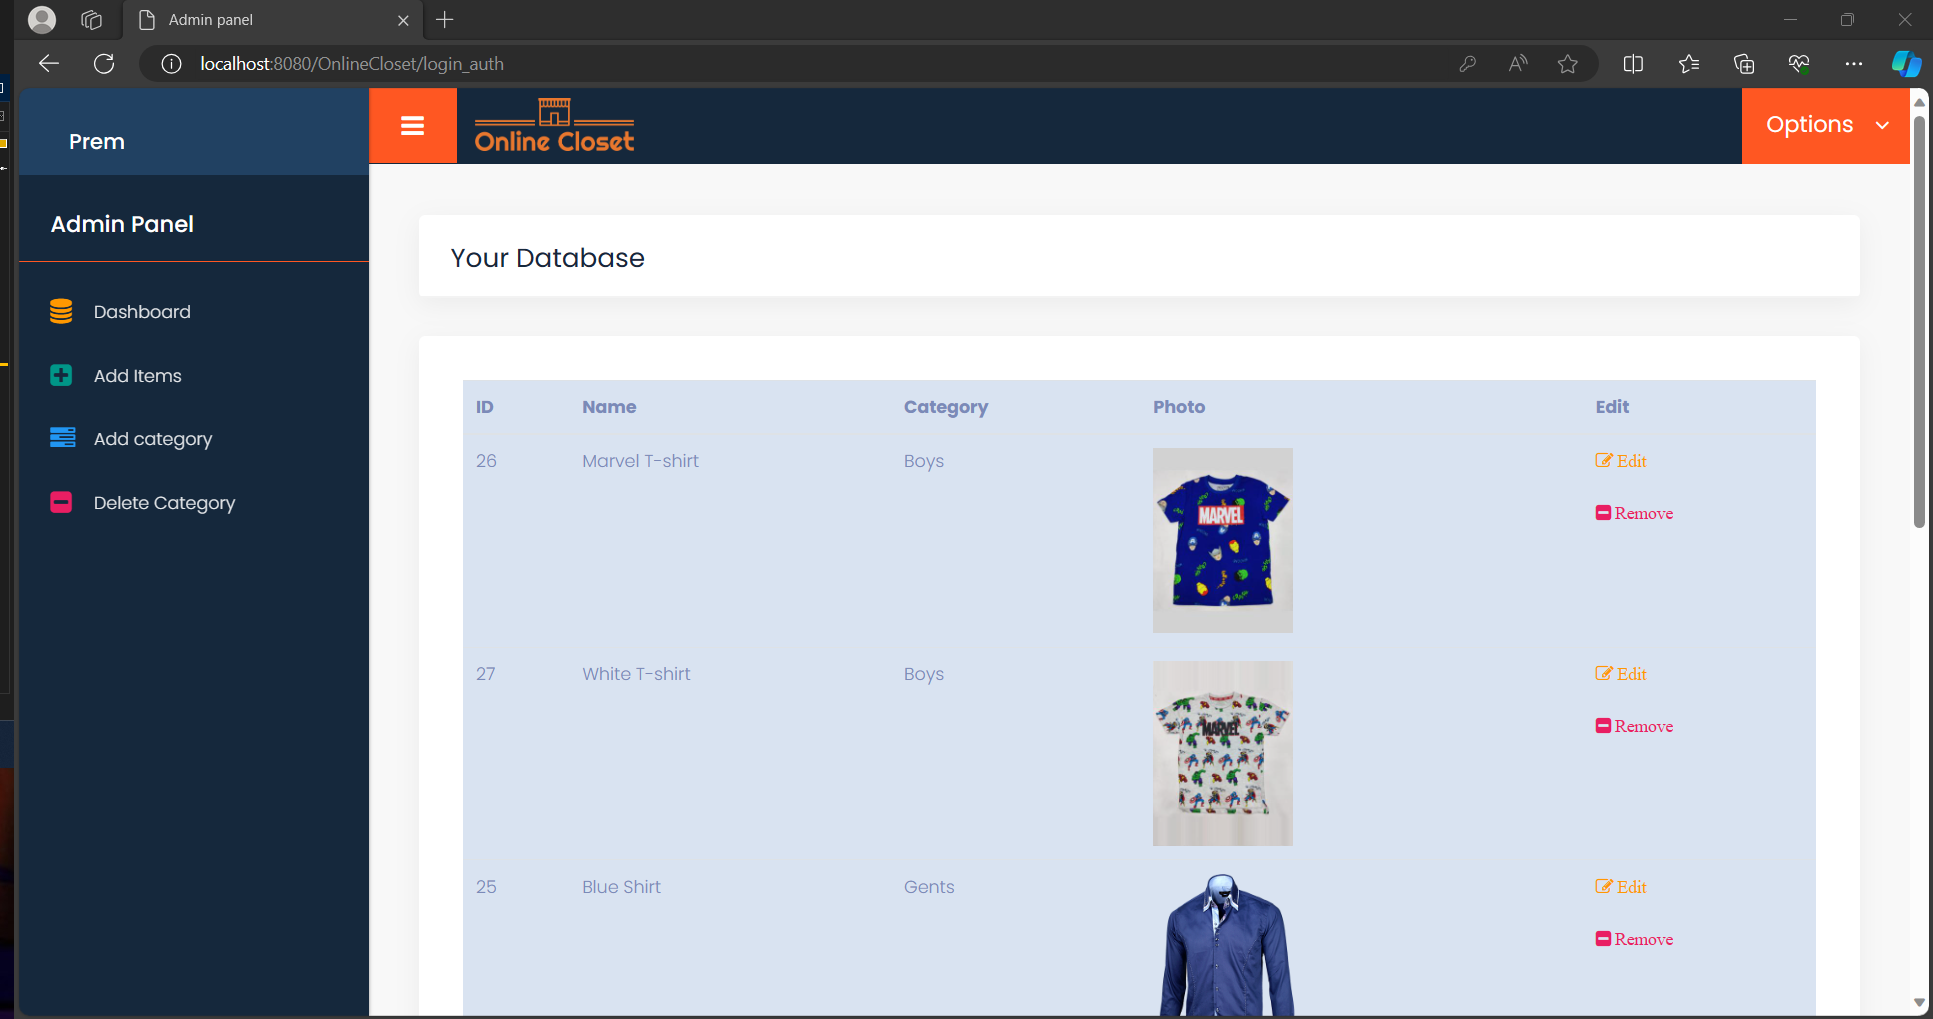 Admin panel
localhost:8080/OnlineCloset/login_auth
Prem
Online Closet
Options
Admin Panel
Dashboard
Add Items
Add category
Delete Category
Your Database
ID Name Category Photo Edit
26 Marvel T-shirt Boys Edit
Remove
MARVEL
27 White T-shirt Boys Edit
Remove
MARVEL
25 Blue Shirt Gents Edit
Remove